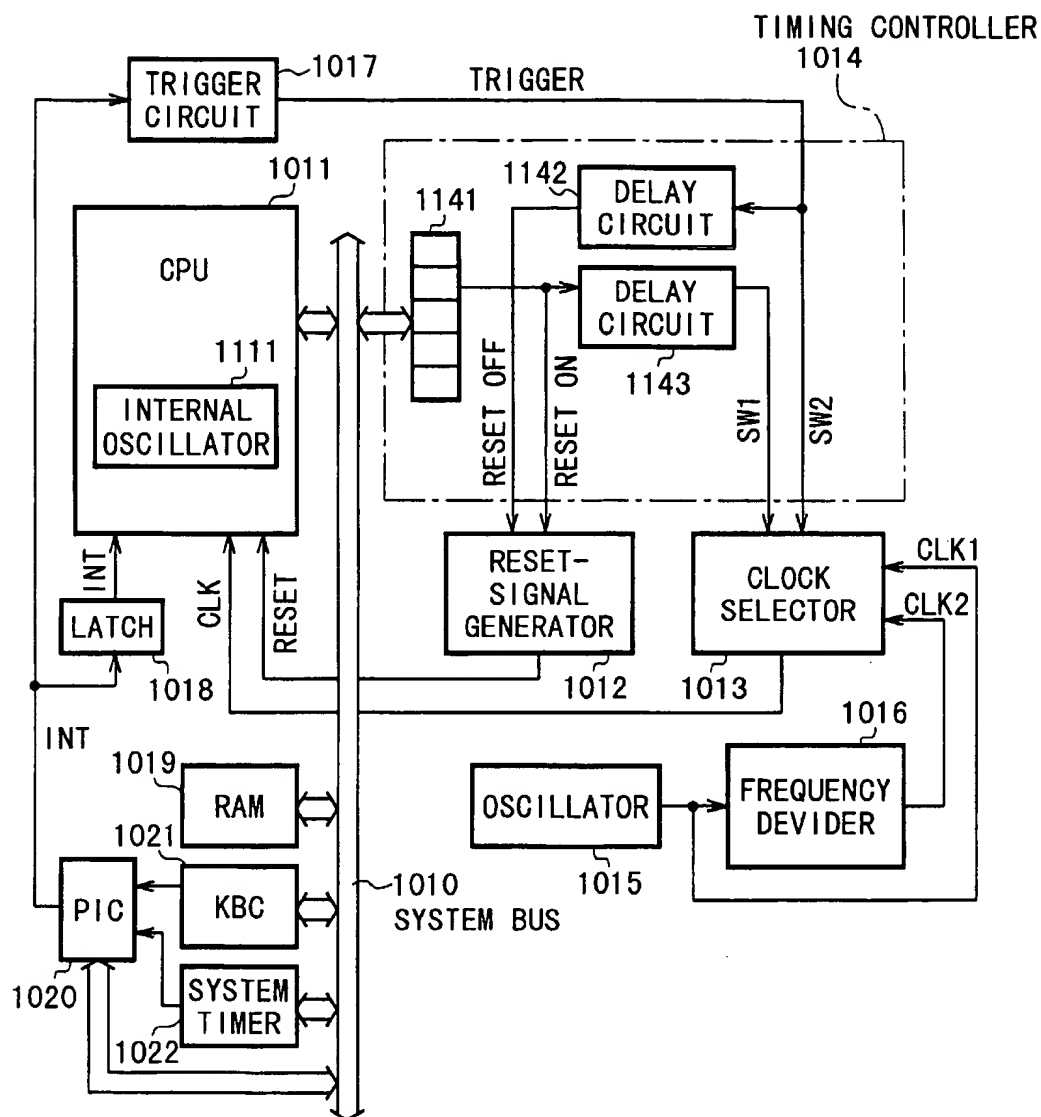 TIMING CONTROLLER
1014
1017
TRIGGER
CIRCUIT
TRIGGER
1011
CPU
1111
INTERNAL
OSCILLATOR
1141
1142
DELAY
CIRCUIT
DELAY
CIRCUIT
1143
RESET OFF
RESET ON
SW1
SW2
INT
LATCH
1018
CLK
RESET
RESET-
SIGNAL
GENERATOR
1012
CLOCK
SELECTOR
1013
CLK1
CLK2
INT
1019
RAM
1021
KBC
PIC
1020
SYSTEM
TIMER
1022
1010
SYSTEM BUS
OSCILLATOR
1015
1016
FREQUENCY
DEVIDER